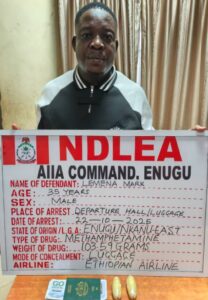 NDLEA
AIIA COMMAND. ENUGU
NAME OF DEFENDANT: LEMENA MARK
AGE: 35 YEARS
SEX: MALE
PLACE OF ARREST: DEPARTURE HALL/LUGGAGE
DATE OF ARREST: 22-10-2025
STATE OF ORIGIN/L.G.A: ENUGU/NKANU EAST
TYPE OF DRUG: METHAMPHETAMINE
WEIGHT OF DRUG: 103.59 GRAMS
MODE OF CONCEALMENT: LUGGAGE
AIRLINE: ETHIOPIAN AIRLINE